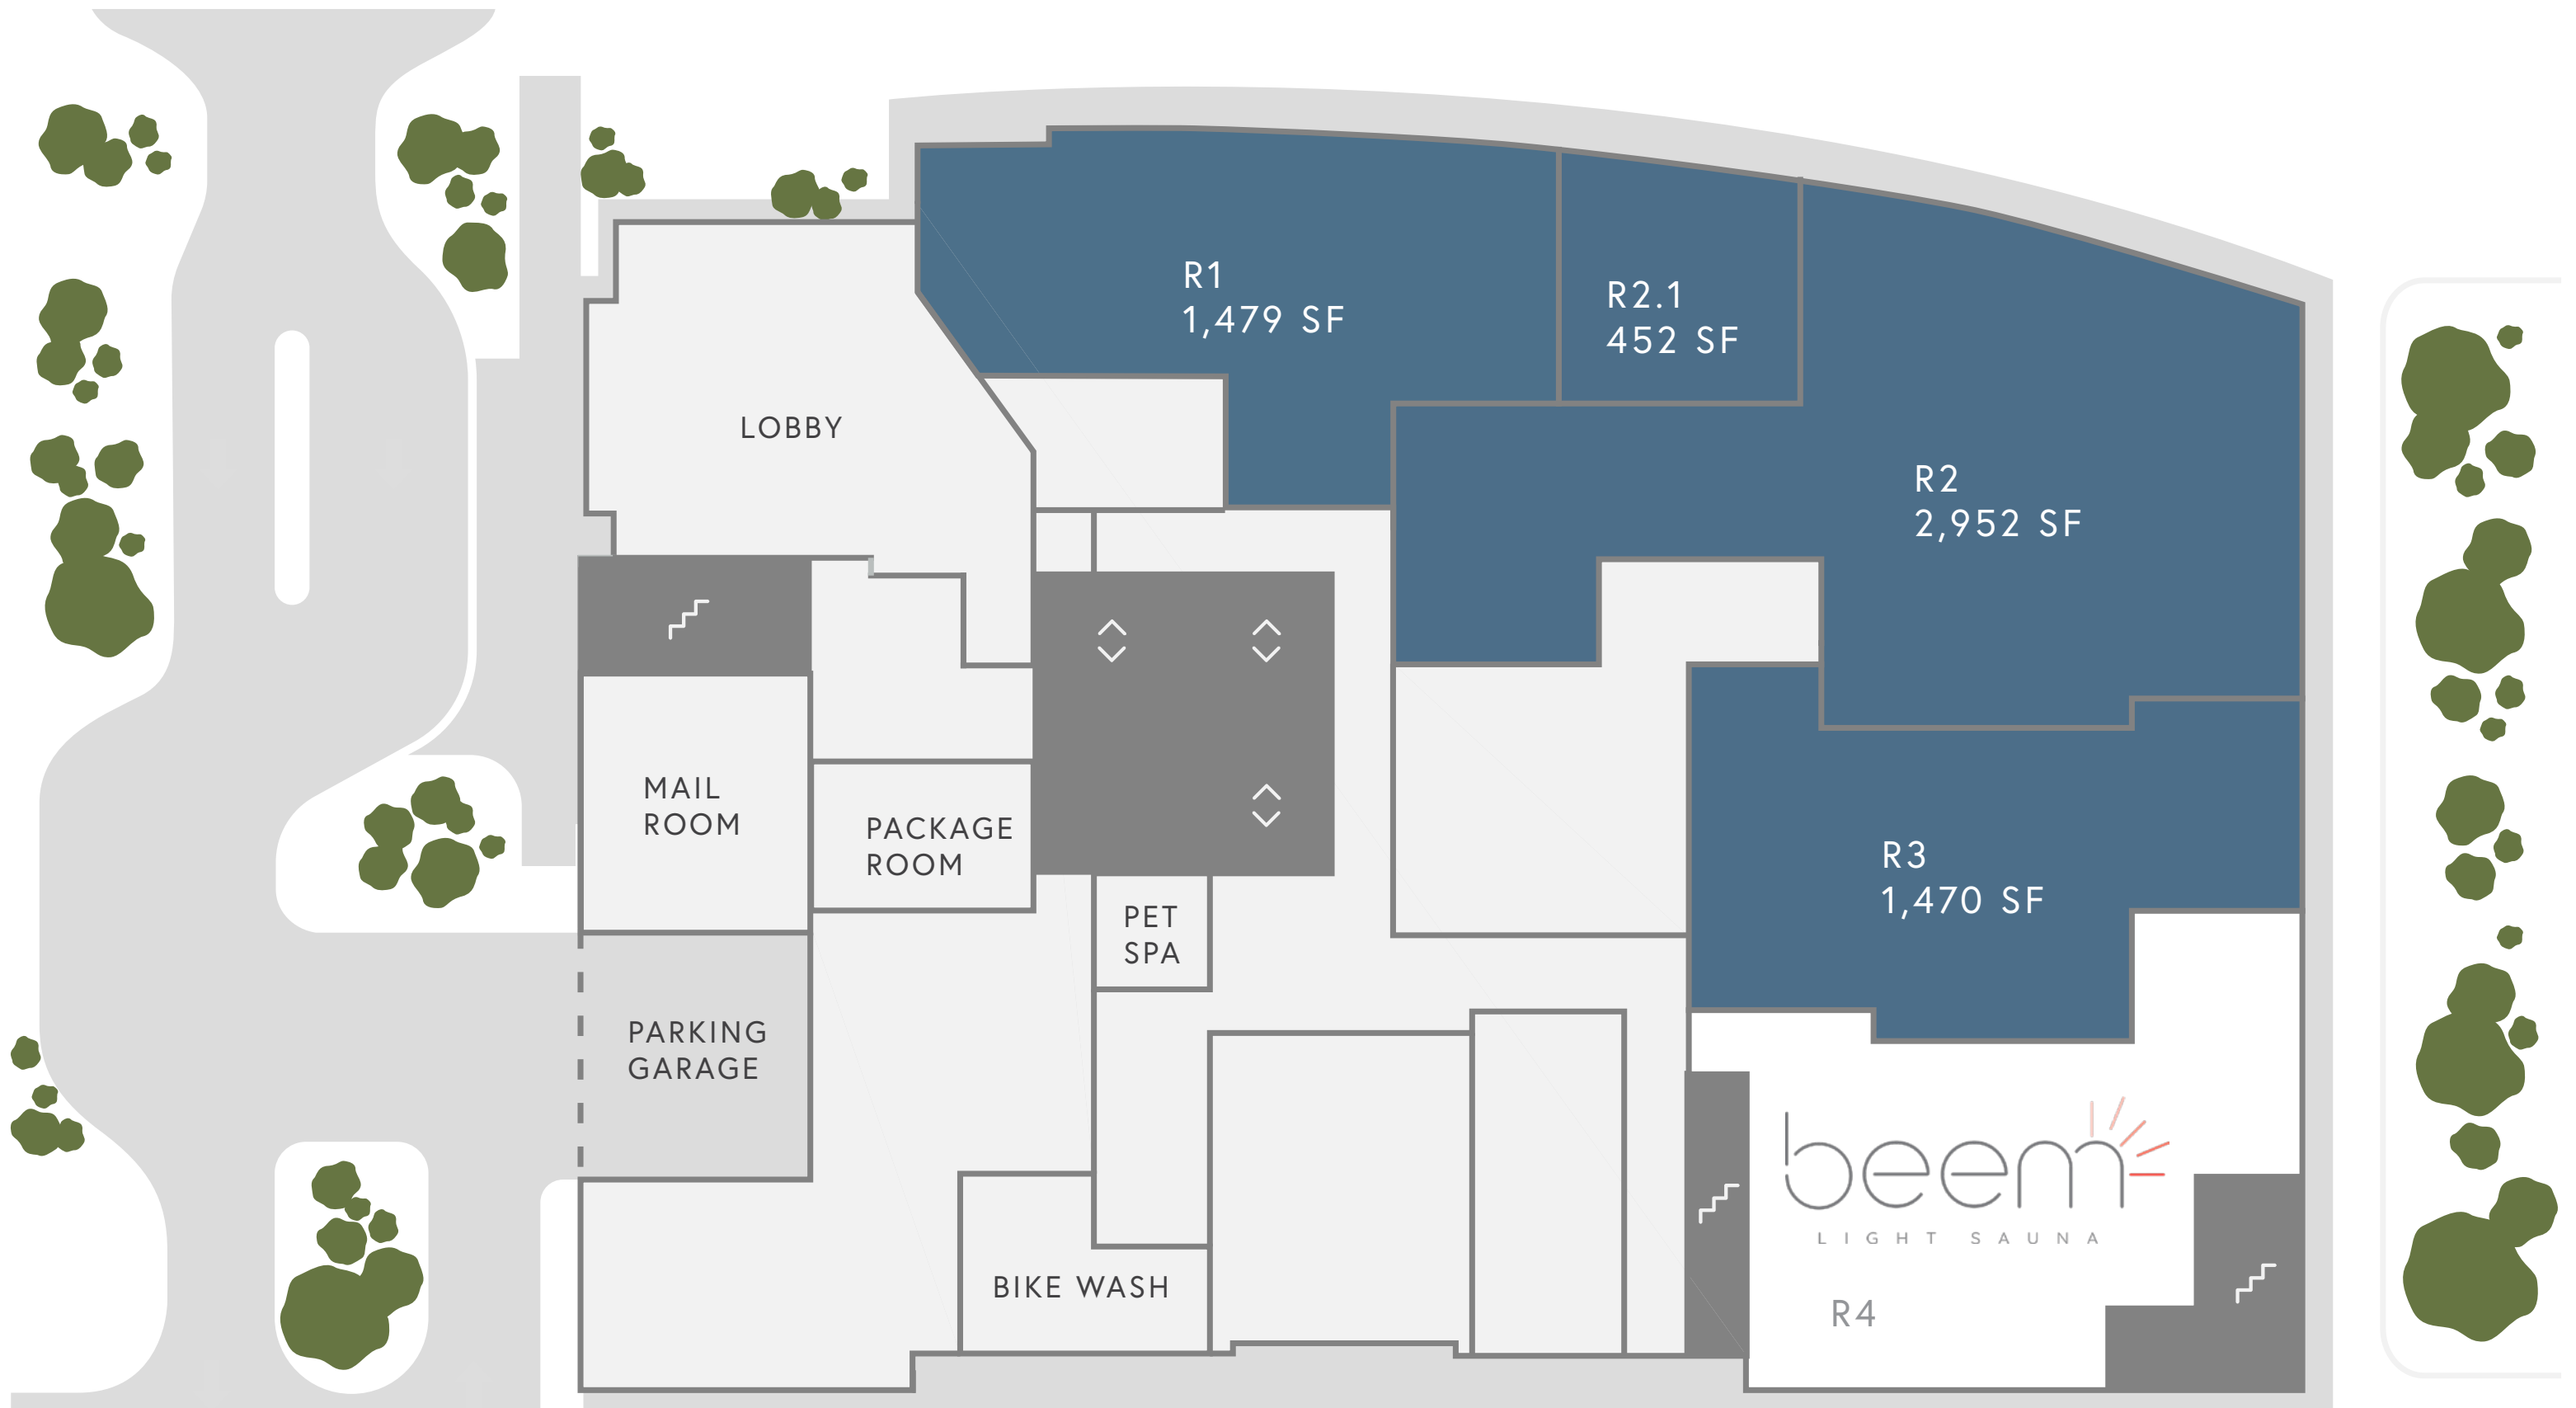 R1
1,479 SF
R2.1
452 SF
LOBBY
R2
2,952 SF
MAIL
ROOM
PACKAGE
ROOM
R3
1,470 SF
PET
SPA
PARKING
GARAGE
beem
LIGHT SAUNA
BIKE WASH
R4